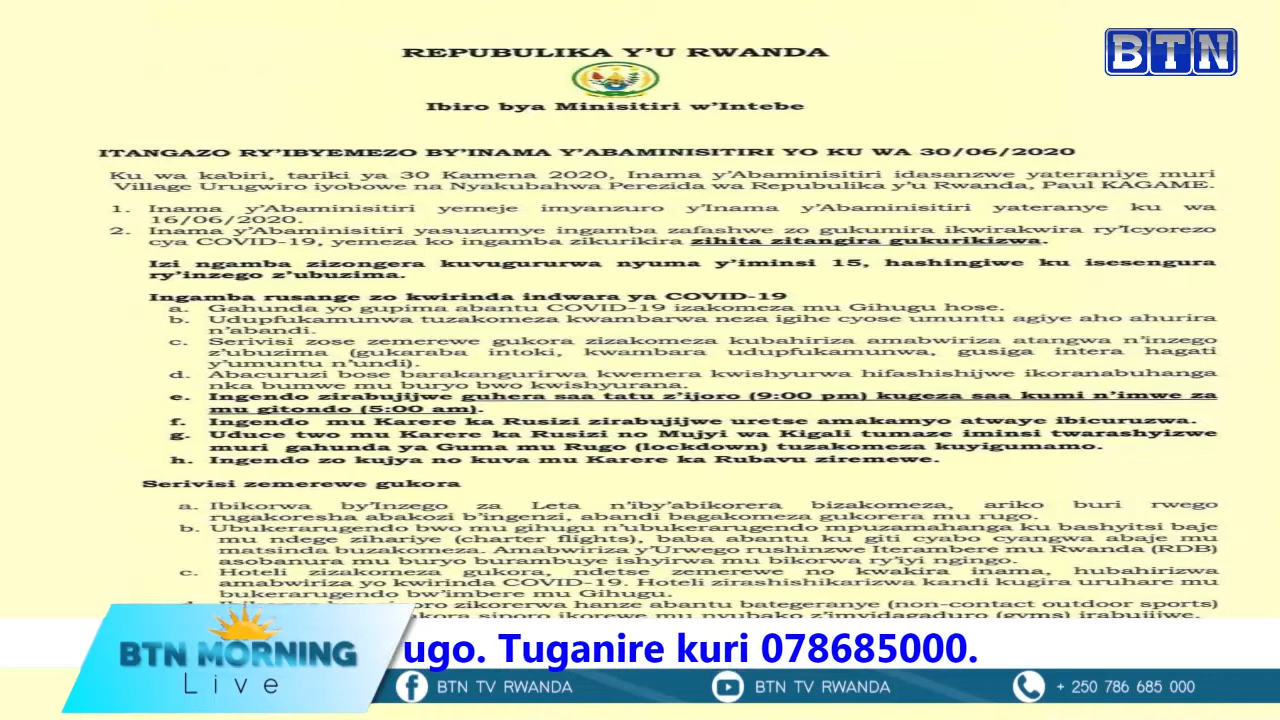 BTN
REPUBULIKA Y'U RWANDA
Ibiro bya Minisitiri w'Intebe
ITANGAZO RY'IBYEMEZO BY'INAMA Y'ABAMINISITIRI YO KU WA 30/06/2020
Ku wa kabiri, tariki ya 30 Kamena 2020, Inama y'Abaminisitiri idasanzwe yateraniye muri
Village Urugwiro iyobowe na Nyakubahwa Perezida wa Repubulika y'u Rwanda, Paul KAGAME.
1. Inama y'Abaminisitiri yemeje imyanzuro y'Inama y'Abaminisitiri yateranye ku wa
16/06/2020.
2. Inama y'Abaminisitiri yasuzumye ingamba zafashwe zo gukumira ikwirakwira ry'Icyorezo
cya COVID-19, yemeza ko ingamba zikurikira zihita zitangira gukurikizwa.
Izi ngamba zizongera kuvugururwa nyuma y'iminsi 15, hashingiwe ku isesengura
ry'inzego z'ubuzima.
Ingamba rusange zo kwirinda indwara ya COVID-19
a. Gahunda yo gupima abantu COVID-19 izakomeza mu Gihugu hose.
b. Udupfukamunwa tuzakomeza kwambarwa neza igihe cyose umuntu agiye aho ahurira
n'abandi.
c. Serivisi zose zemerewe gukora zizakomeza kubahiriza amabwiriza atangwa n'inzego
z'ubuzima (gukaraba intoki, kwambara udupfukamunwa, gusiga intera hagati
y'umuntu n'undi).
d. Abacuruzi bose barakangurirwa kwemera kwishyurwa hifashishijwe ikoranabuhanga
nka bumwe mu buryo bwo kwishyurana.
e. Ingendo zirabujijwe guhera saa tatu z'ijoro (9:00 pm) kugeza saa kumi n'imwe za
mu gitondo (5:00 am).
f. Ingendo mu Karere ka Rusizi zirabujijwe uretse amakamyo atwaye ibicuruzwa.
g. Uduce two mu Karere ka Rusizi no Mujyi wa Kigali tumaze iminsi twarashyizwe
muri gahunda ya Guma mu Rugo (lockdown) tuzakomeza kuyigumamo.
h. Ingendo zo kujya no kuva mu Karere ka Rubavu ziremewe.
Serivisi zemerewe gukora
a. Ibikorwa by'Inzego za Leta n'iby'abikorera bizakomeza, ariko buri rwego
rugakoresha abakozi b'ingenzi, abandi bagakomeza gukorera mu rugo.
b. Ubukerarugendo bwo mu gihugu n'ubukerarugendo mpuzamahanga ku bashyitsi baje
mu ndege zihariye (charter flights), baba abantu ku giti cyabo cyangwa abaje mu
matsinda buzakomeza. Amabwiriza y'Urwego rushinzwe Iterambere mu Rwanda (RDB)
asobanura mu buryo burambuye ishyirwa mu bikorwa ry'iyi ngingo.
c. Hoteli zizakomeza gukora, ndetse zemerewe no kwakira inama, hubahirizwa
amabwiriza yo kwirinda COVID-19. Hoteli zirashishikarizwa kandi kugira uruhare mu
bukerarugendo bw'imbere mu Gihugu.
siporo zikorerwa hanze abantu bategeranye (non-contact outdoor sports)
siporo ikorewe mu nyubako z'imyidagaduro (gyms) irabujijwe.
ugo. Tuganire kuri 078685000.
BTN MORNING
Live
BTN TV RWANDA
BTN TV RWANDA
+ 250 786 685 000